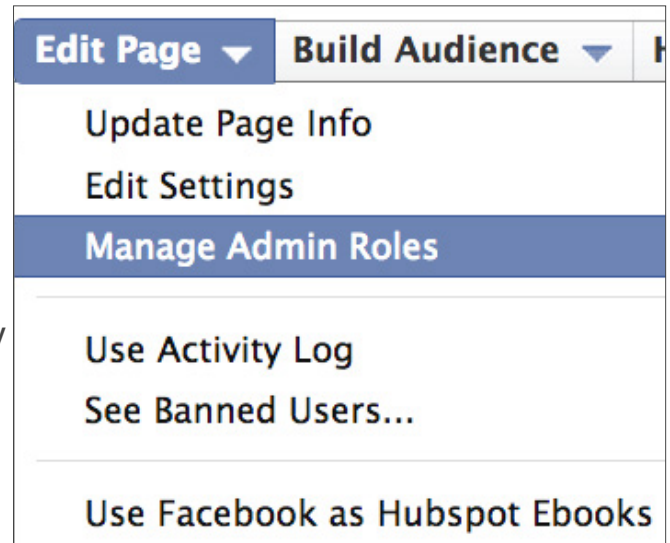 Edit Page Build Audience
Update Page Info
Edit Settings
Manage Admin Roles
Use Activity Log
See Banned Users...
Use Facebook as Hubspot Ebooks